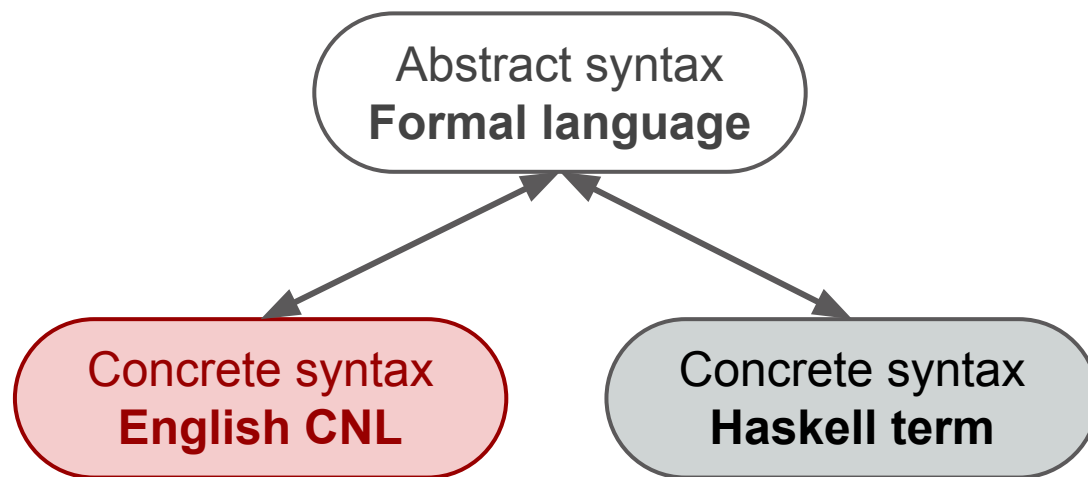 Abstract syntax
Formal language
Concrete syntax
English CNL
Concrete syntax
Haskell term